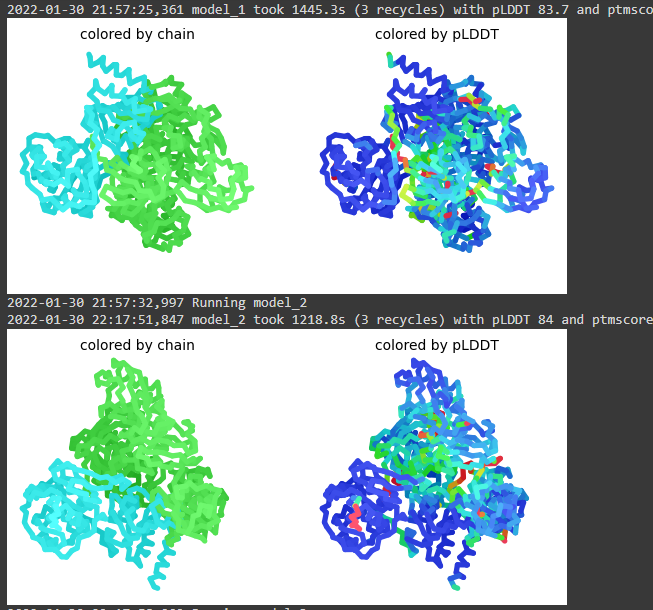 2022-01-30 21:57:25,361 model_1 took 1445.3s (3 recycles) with pLDDT 83.7 and ptmscore
colored by chain colored by pLDDT
2022-01-30 21:57:32,997 Running model_2
2022-01-30 22:17:51,847 model_2 took 1218.8s (3 recycles) with pLDDT 84 and ptmscore
colored by chain colored by pLDDT